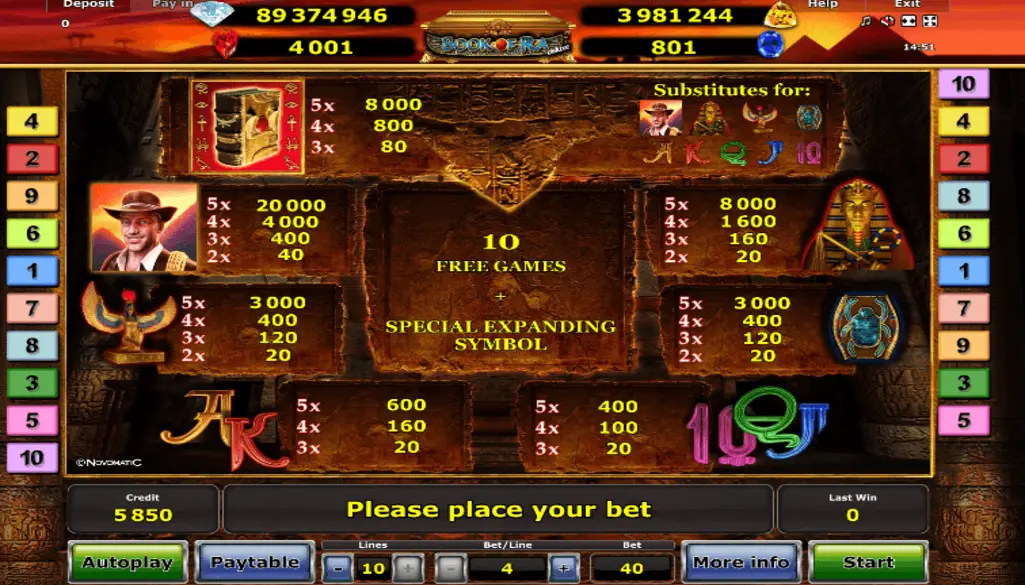 Deposit
0
Pay in
89 374 946
4 001
BOOK OF RA
deluxe
3 981 244
801
Help
Exit
14:51
5x 8 000
4x 800
3x 80
Substitutes for:
A K Q J 10
5x 20 000
4x 4 000
3x 400
2x 40
10
FREE GAMES
+
SPECIAL EXPANDING
SYMBOL
5x 8 000
4x 1 600
3x 160
2x 20
5x 3 000
4x 400
3x 120
2x 20
5x 3 000
4x 400
3x 120
2x 20
A K
5x 600
4x 160
3x 20
5x 400
4x 100
3x 20
10 Q J
©NOVOMATIC
4
2
9
6
1
7
8
3
5
10
10
4
2
8
6
1
7
9
3
5
Credit
5 850
Please place your bet
Last Win
0
Autoplay
Paytable
Lines
- 10 +
Bet/Line
- 4 +
Bet
40
More info
Start